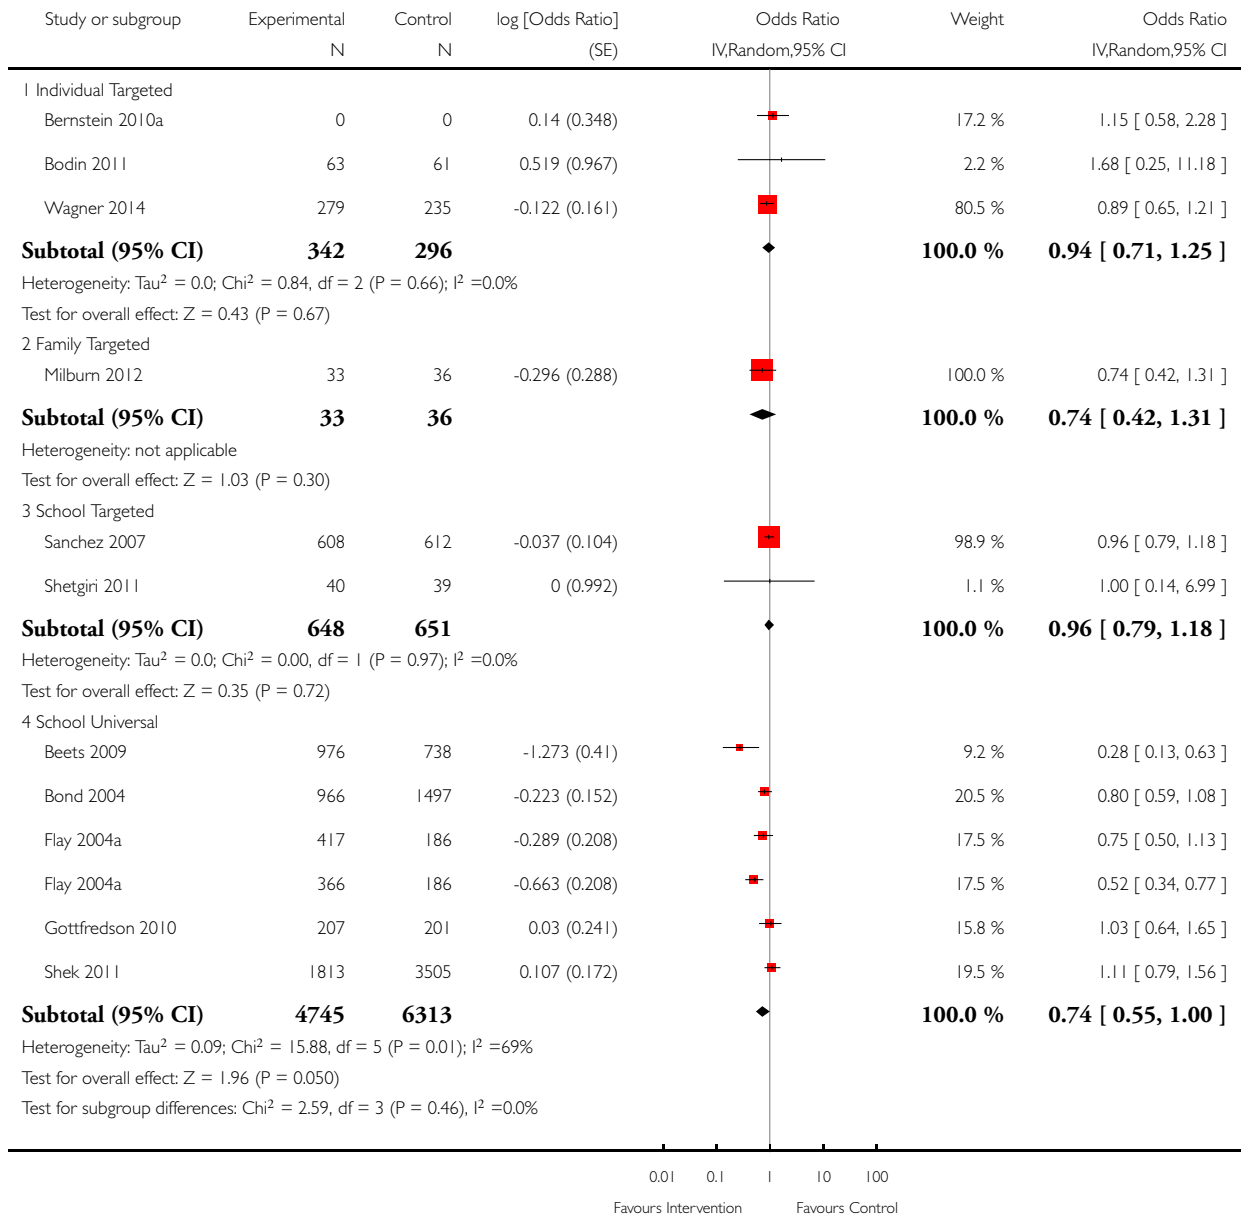 Study or subgroup Experimental Control log [Odds Ratio] Odds Ratio Weight Odds Ratio
N N (SE) IV,Random,95% CI IV,Random,95% CI
1 Individual Targeted
Bernstein 2010a 0 0 0.14 (0.348) 17.2 % 1.15 [ 0.58, 2.28 ]
Bodin 2011 63 61 0.519 (0.967) 2.2 % 1.68 [ 0.25, 11.18 ]
Wagner 2014 279 235 -0.122 (0.161) 80.5 % 0.89 [ 0.65, 1.21 ]
Subtotal (95% CI) 342 296 100.0 % 0.94 [ 0.71, 1.25 ]
Heterogeneity: Tau² = 0.0; Chi² = 0.84, df = 2 (P = 0.66); I² =0.0%
Test for overall effect: Z = 0.43 (P = 0.67)
2 Family Targeted
Milburn 2012 33 36 -0.296 (0.288) 100.0 % 0.74 [ 0.42, 1.31 ]
Subtotal (95% CI) 33 36 100.0 % 0.74 [ 0.42, 1.31 ]
Heterogeneity: not applicable
Test for overall effect: Z = 1.03 (P = 0.30)
3 School Targeted
Sanchez 2007 608 612 -0.037 (0.104) 98.9 % 0.96 [ 0.79, 1.18 ]
Shetgiri 2011 40 39 0 (0.992) 1.1 % 1.00 [ 0.14, 6.99 ]
Subtotal (95% CI) 648 651 100.0 % 0.96 [ 0.79, 1.18 ]
Heterogeneity: Tau² = 0.0; Chi² = 0.00, df = 1 (P = 0.97); I² =0.0%
Test for overall effect: Z = 0.35 (P = 0.72)
4 School Universal
Beets 2009 976 738 -1.273 (0.41) 9.2 % 0.28 [ 0.13, 0.63 ]
Bond 2004 966 1497 -0.223 (0.152) 20.5 % 0.80 [ 0.59, 1.08 ]
Flay 2004a 417 186 -0.289 (0.208) 17.5 % 0.75 [ 0.50, 1.13 ]
Flay 2004a 366 186 -0.663 (0.208) 17.5 % 0.52 [ 0.34, 0.77 ]
Gottfredson 2010 207 201 0.03 (0.241) 15.8 % 1.03 [ 0.64, 1.65 ]
Shek 2011 1813 3505 0.107 (0.172) 19.5 % 1.11 [ 0.79, 1.56 ]
Subtotal (95% CI) 4745 6313 100.0 % 0.74 [ 0.55, 1.00 ]
Heterogeneity: Tau² = 0.09; Chi² = 15.88, df = 5 (P = 0.01); I² =69%
Test for overall effect: Z = 1.96 (P = 0.050)
Test for subgroup differences: Chi² = 2.59, df = 3 (P = 0.46), I² =0.0%
0.01 0.1 1 10 100
Favours Intervention Favours Control